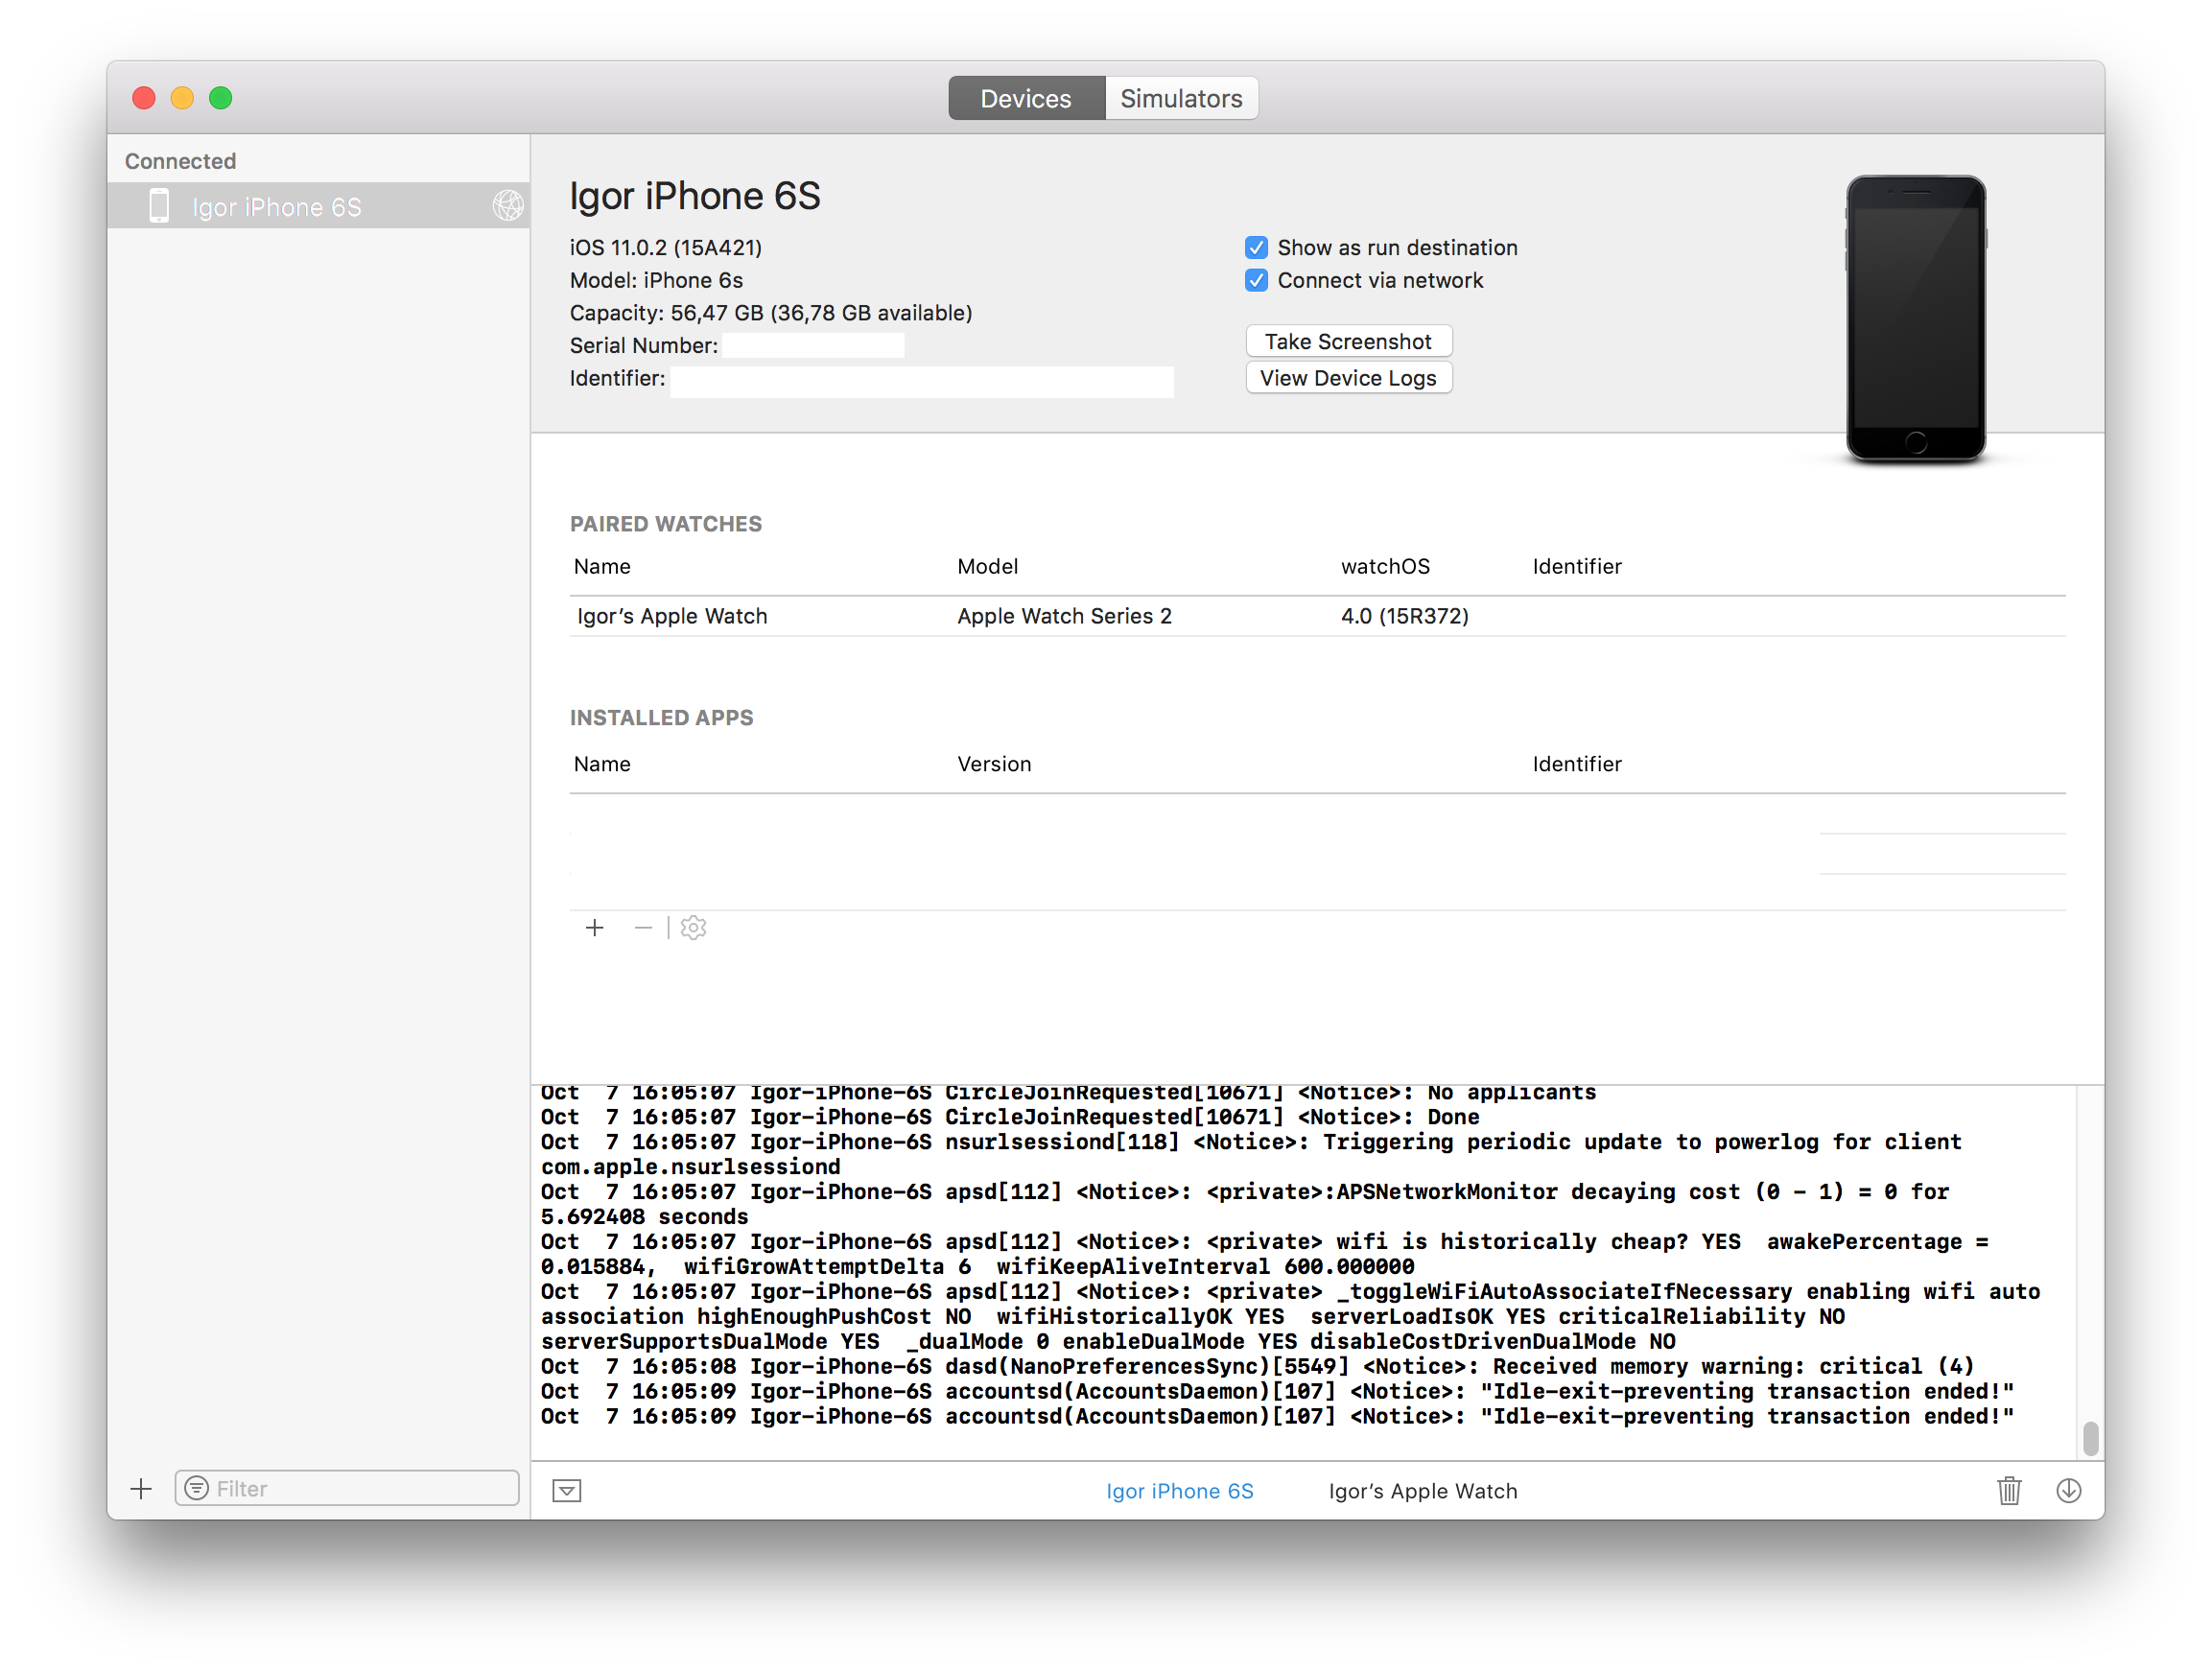 Devices
Simulators
Connected
Igor iPhone 6S
Igor iPhone 6S
iOS 11.0.2 (15A421)
Model: iPhone 6s
Capacity: 56,47 GB (36,78 GB available)
Serial Number:
Identifier:
Show as run destination
Connect via network
Take Screenshot
View Device Logs
PAIRED WATCHES
Name Model watchOS Identifier
Igor’s Apple Watch Apple Watch Series 2 4.0 (15R372)
INSTALLED APPS
Name Version Identifier
Oct  7 16:05:07 Igor-iPhone-6S CircleJoinRequested[10671] <Notice>: No applicants
Oct  7 16:05:07 Igor-iPhone-6S CircleJoinRequested[10671] <Notice>: Done
Oct  7 16:05:07 Igor-iPhone-6S nsurlsessiond[118] <Notice>: Triggering periodic update to powerlog for client
com.apple.nsurlsessiond
Oct  7 16:05:07 Igor-iPhone-6S apsd[112] <Notice>: <private>:APSNetworkMonitor decaying cost (0 – 1) = 0 for
5.692408 seconds
Oct  7 16:05:07 Igor-iPhone-6S apsd[112] <Notice>: <private> wifi is historically cheap? YES  awakePercentage =
0.015884,  wifiGrowAttemptDelta 6  wifiKeepAliveInterval 600.000000
Oct  7 16:05:07 Igor-iPhone-6S apsd[112] <Notice>: <private> _toggleWiFiAutoAssociateIfNecessary enabling wifi auto
association highEnoughPushCost NO  wifiHistoricallyOK YES  serverLoadIsOK YES criticalReliability NO
serverSupportsDualMode YES  _dualMode 0 enableDualMode YES disableCostDrivenDualMode NO
Oct  7 16:05:08 Igor-iPhone-6S dasd(NanoPreferencesSync)[5549] <Notice>: Received memory warning: critical (4)
Oct  7 16:05:09 Igor-iPhone-6S accountsd(AccountsDaemon)[107] <Notice>: "Idle-exit-preventing transaction ended!"
Oct  7 16:05:09 Igor-iPhone-6S accountsd(AccountsDaemon)[107] <Notice>: "Idle-exit-preventing transaction ended!"
Filter
Igor iPhone 6S
Igor’s Apple Watch